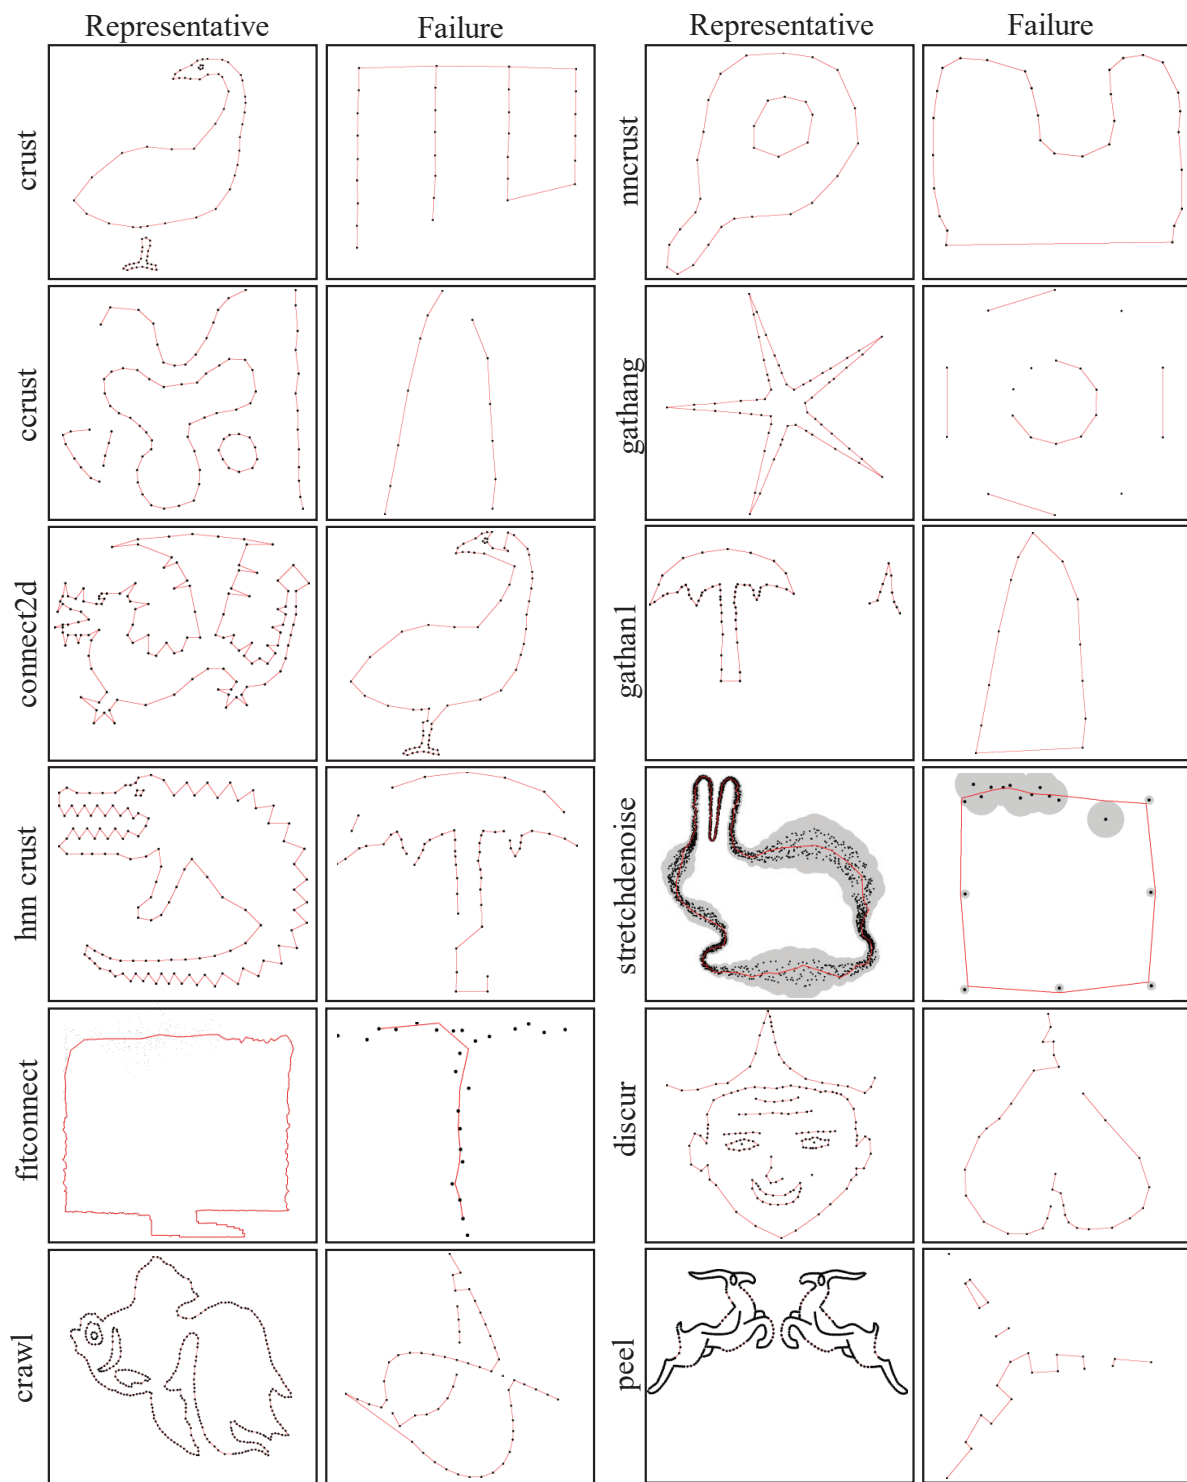 Representative Failure Representative Failure
crust
nncrust
ccrust
gathang
connect2d
gathan1
hnn crust
stretchdenoise
fitconnect
discur
crawl
peel